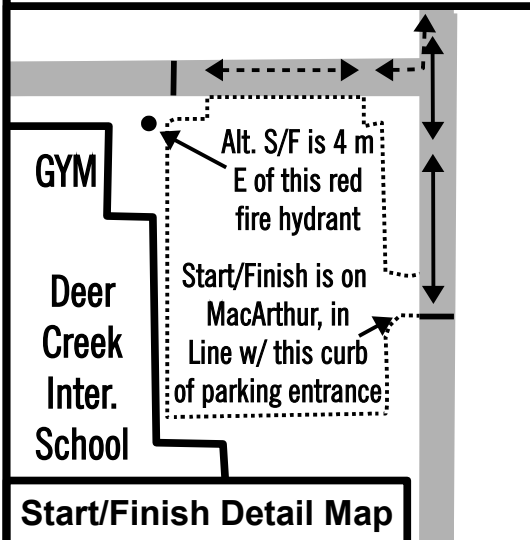 Alt. S/F is 4 m
E of this red
fire hydrant
GYM
Start/Finish is on
MacArthur, in
Line w/ this curb
of parking entrance
Deer
Creek
Inter.
School
Start/Finish Detail Map